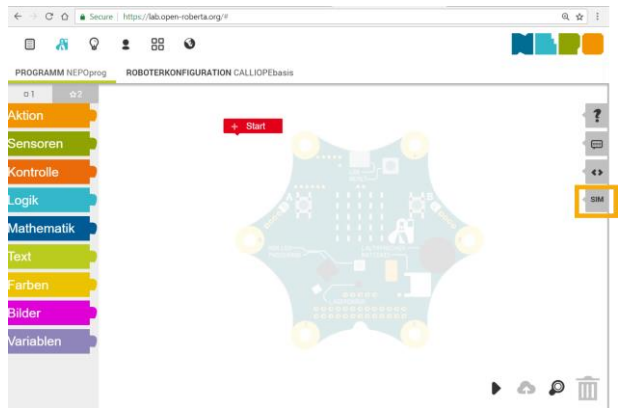 Secure https://lab.open-roberta.org/#
NEPO
PROGRAMM NEPOprog ROBOTERKONFIGURATION CALLIOPEbasis
1 2
Aktion
Sensoren
Kontrolle
Logik
Mathematik
Text
Farben
Bilder
Variablen
+ Start
A
B
?
SIM